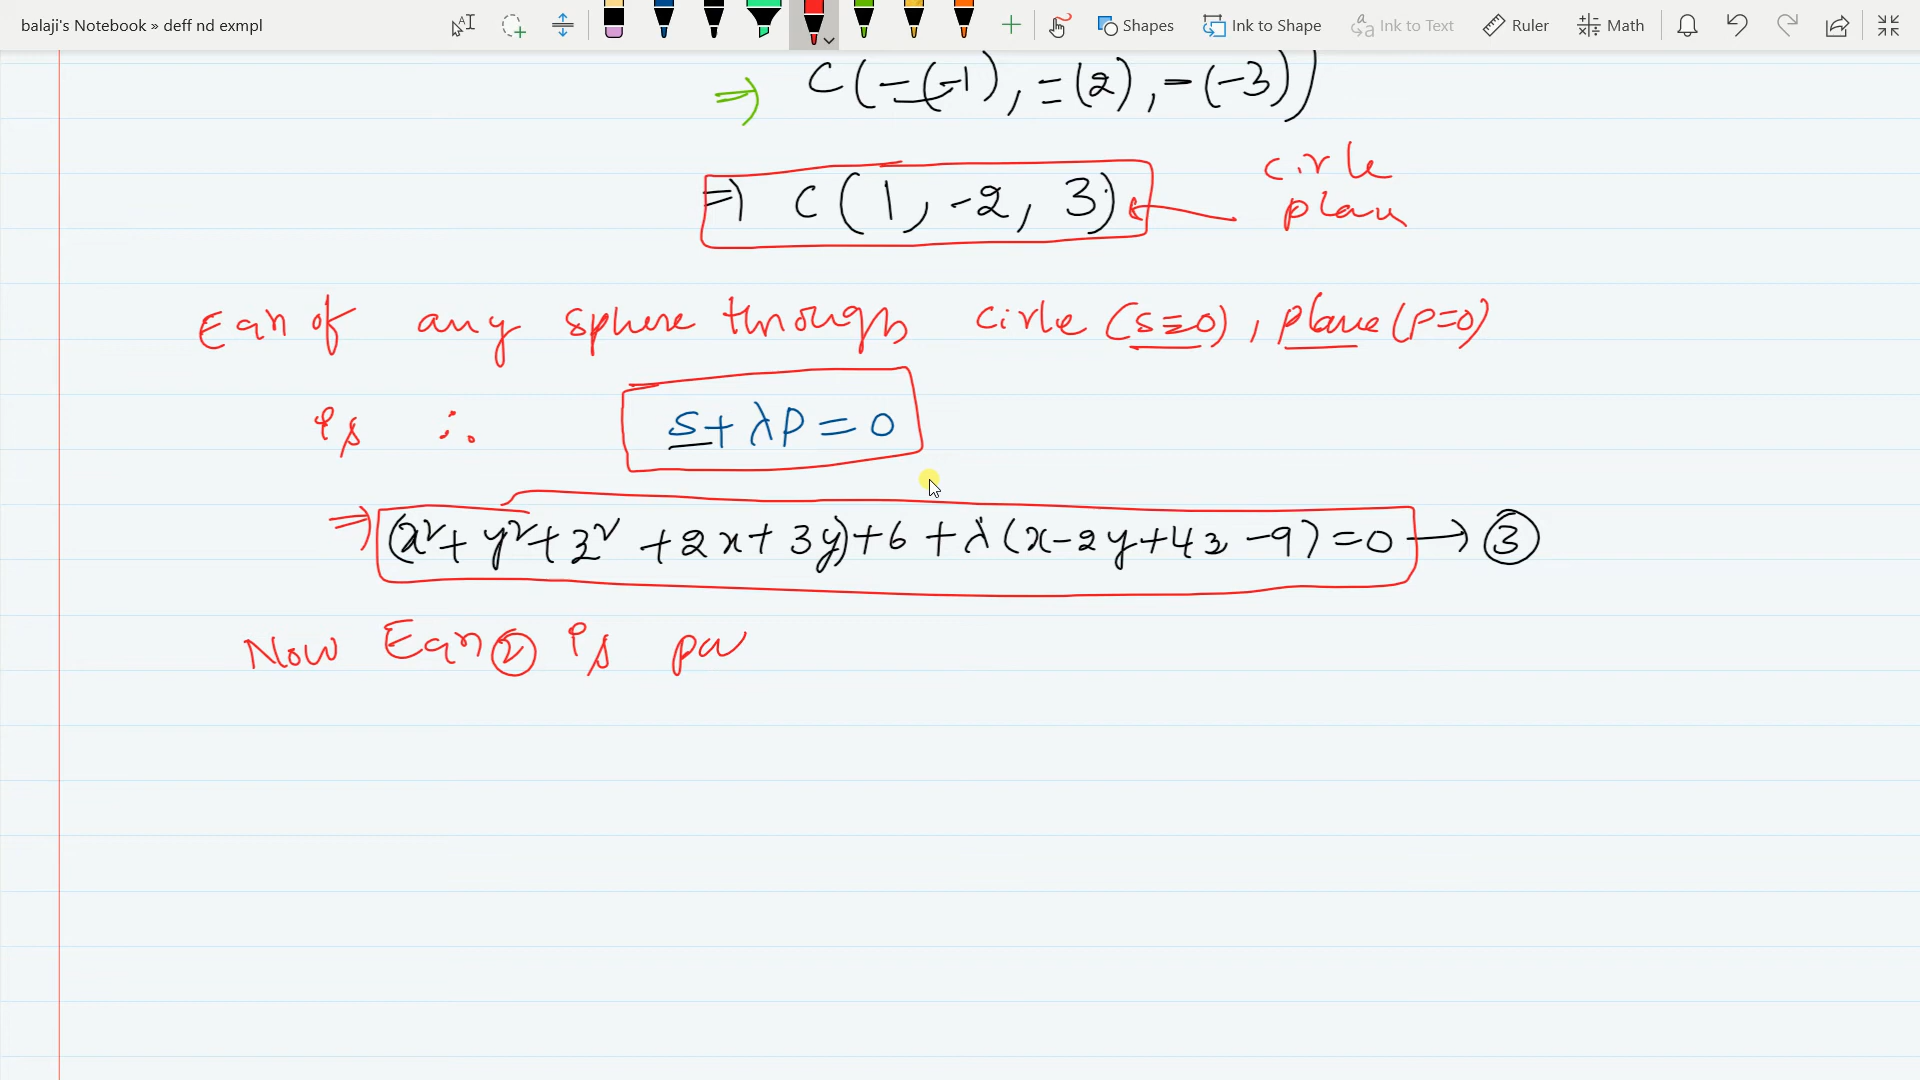 balaji's Notebook » deff nd exmpl
Shapes Ink to Shape Ink to Text Ruler Math
⇒ C(-(-1), -(2), -(-3))
⇒ C(1, -2, 3) ← cirle
plane
Eqn of any sphere through cirle (s=0), plane (P=0)
is ∴ s+λP=0
⇒ (x²+y²+z²+2x+3y)+6+λ(x-2y+4z-9)=0 → ③
Now Eqn ② is pa